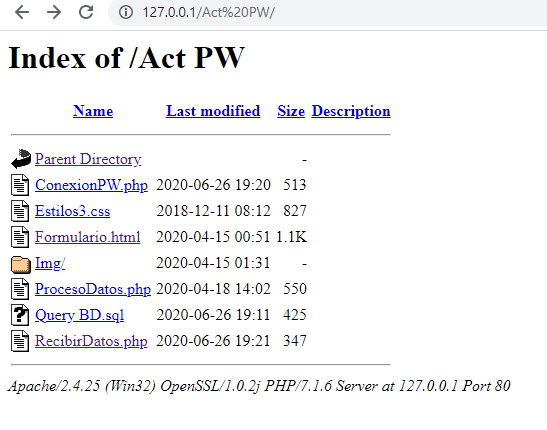 127.0.0.1/Act%20PW/
Index of /Act PW
Name Last modified Size Description
Parent Directory -
ConexionPW.php 2020-06-26 19:20 513
Estilos3.css 2018-12-11 08:12 827
Formulario.html 2020-04-15 00:51 1.1K
Img/ 2020-04-15 01:31 -
ProcesoDatos.php 2020-04-18 14:02 550
Query BD.sql 2020-06-26 19:11 425
RecibirDatos.php 2020-06-26 19:21 347
Apache/2.4.25 (Win32) OpenSSL/1.0.2j PHP/7.1.6 Server at 127.0.0.1 Port 80